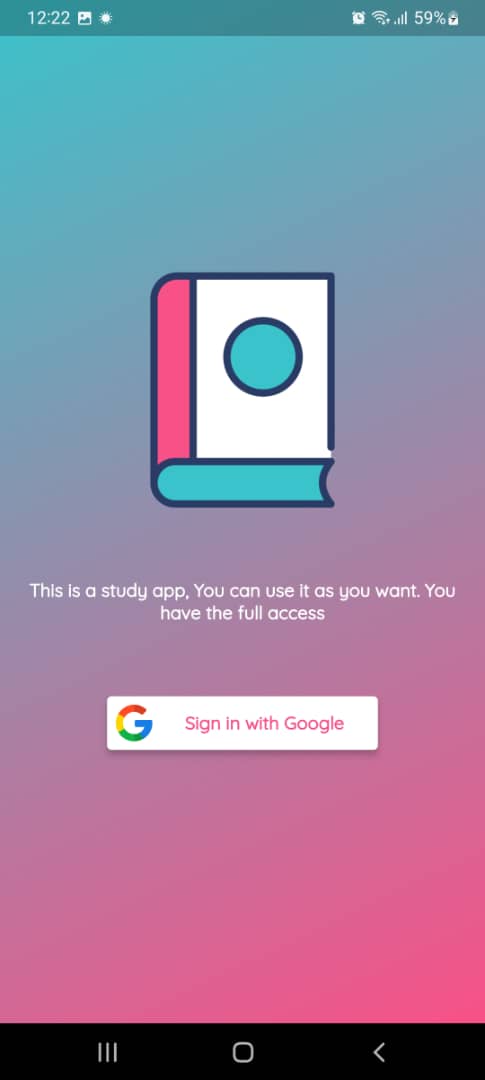 12:22
59%
This is a study app, You can use it as you want. You
have the full access
Sign in with Google